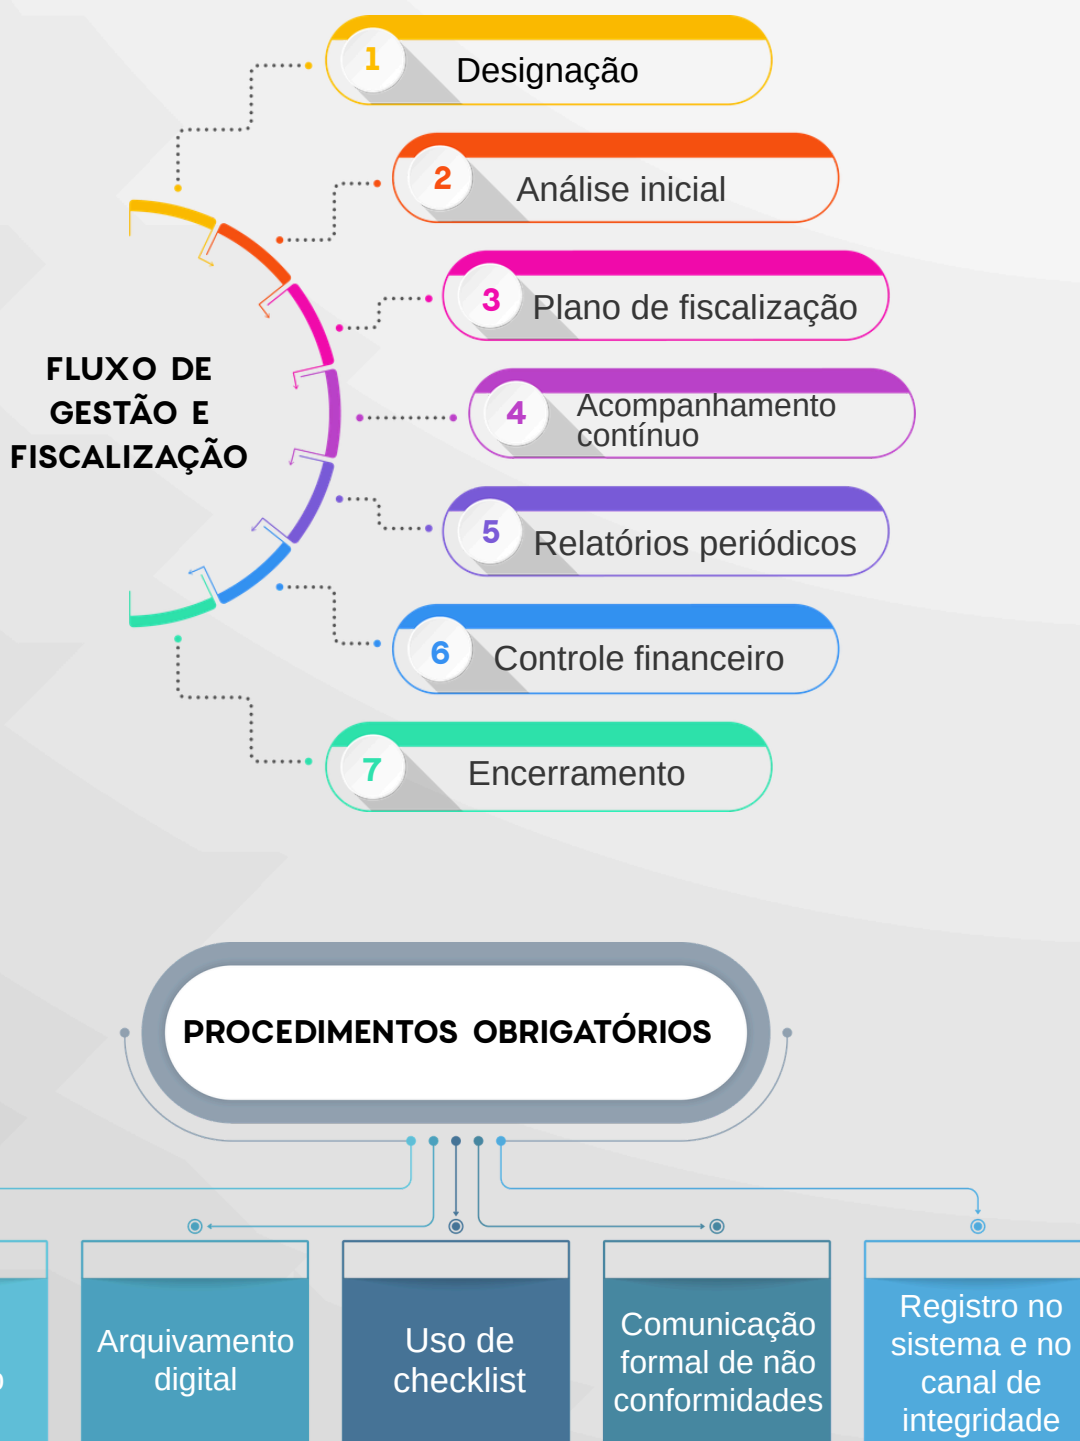 1
Designação
2
Análise inicial
3
Plano de fiscalização
FLUXO DE
GESTÃO E
FISCALIZAÇÃO
4
Acompanhamento
contínuo
5
Relatórios periódicos
6
Controle financeiro
7
Encerramento
PROCEDIMENTOS OBRIGATÓRIOS
Arquivamento
digital
Uso de
checklist
Comunicação
formal de não
conformidades
Registro no
sistema e no
canal de
integridade